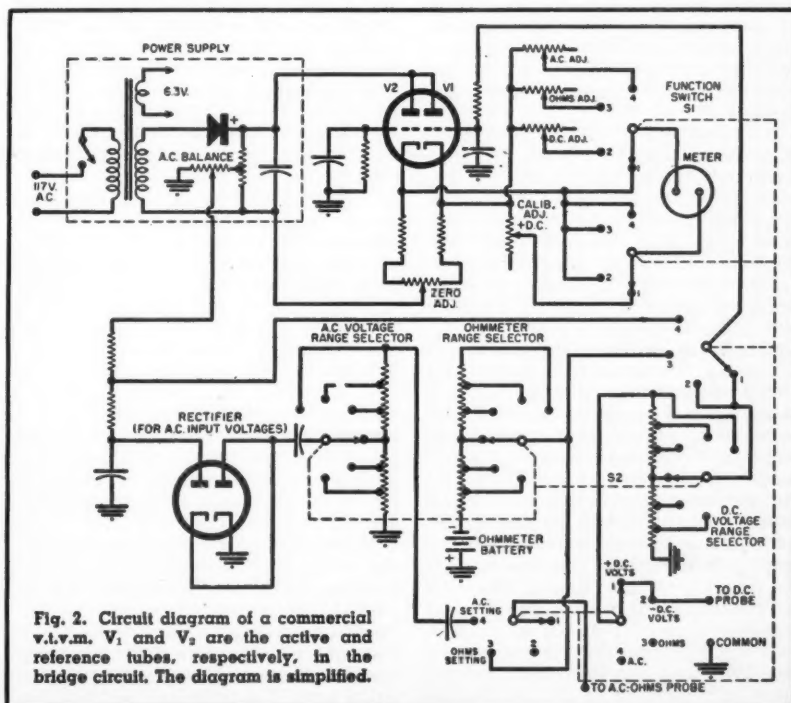 POWER SUPPLY
6.3V.
117V.
A.C.
A.C. BALANCE
+
V2
V1
A.C. ADJ.
4
OHMS ADJ.
3
D.C. ADJ.
2
FUNCTION
SWITCH
S1
1
METER
CALIB.
ADJ.
+D.C.
4
3
2
1
ZERO
ADJ.
A.C. VOLTAGE
RANGE SELECTOR
OHMMETER
RANGE SELECTOR
4
3
1
2
RECTIFIER
(FOR A.C. INPUT VOLTAGES)
S2
D.C.
VOLTAGE
RANGE
SELECTOR
-
+
OHMMETER
BATTERY
+D.C.
VOLTS
1
2
-D.C.
VOLTS
TO D.C.
PROBE
A.C.
SETTING
4
1
3
OHMS
SETTING
2
3 OHMS
COMMON
4
A.C.
TO A.C.-OHMS PROBE
Fig. 2. Circuit diagram of a commercial
v.t.v.m. V₁ and V₂ are the active and
reference tubes, respectively, in the
bridge circuit. The diagram is simplified.